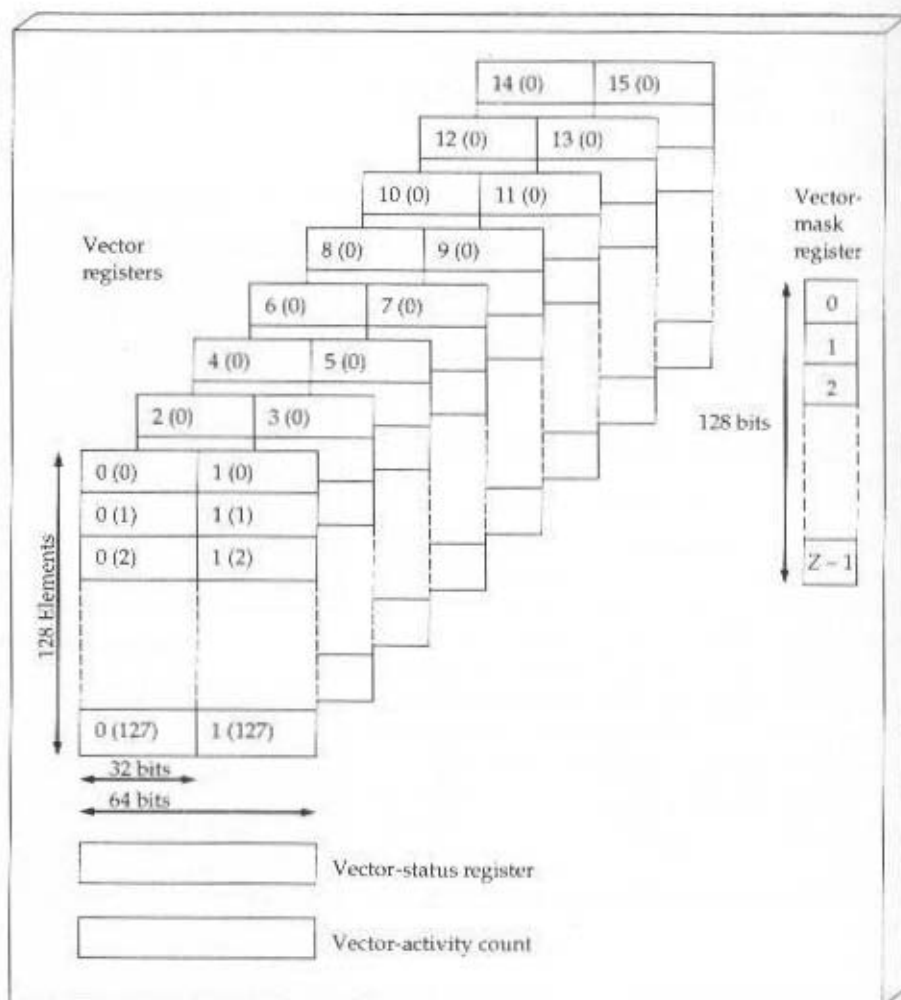 14 (0) 15 (0)
12 (0) 13 (0)
10 (0) 11 (0)
8 (0) 9 (0)
6 (0) 7 (0)
4 (0) 5 (0)
2 (0) 3 (0)
0 (0) 1 (0)
0 (1) 1 (1)
0 (2) 1 (2)
0 (127) 1 (127)
Vector
registers
128 Elements
32 bits
64 bits
Vector-
mask
register
0
1
2
Z – 1
128 bits
Vector-status register
Vector-activity count